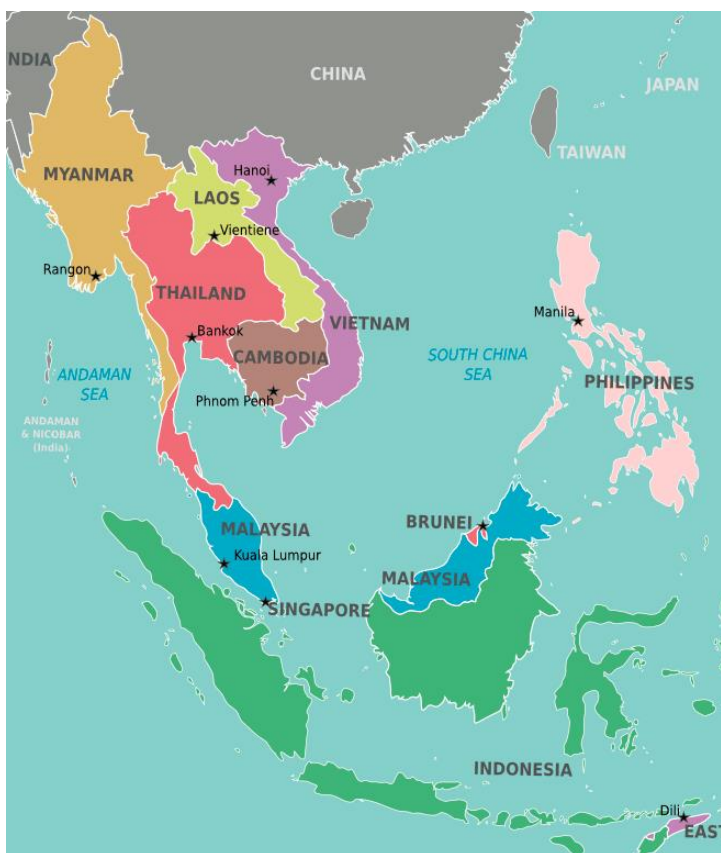 NDIA
CHINA
JAPAN
TAIWAN
MYANMAR
Hanoi
LAOS
Vientiene
Rangon
THAILAND
Manila
Bankok
VIETNAM
CAMBODIA
SOUTH CHINA
SEA
ANDAMAN
SEA
PHILIPPINES
Phnom Penh
ANDAMAN
& NICOBAR
(India)
BRUNEI
MALAYSIA
Kuala Lumpur
MALAYSIA
SINGAPORE
INDONESIA
Dili
EAST